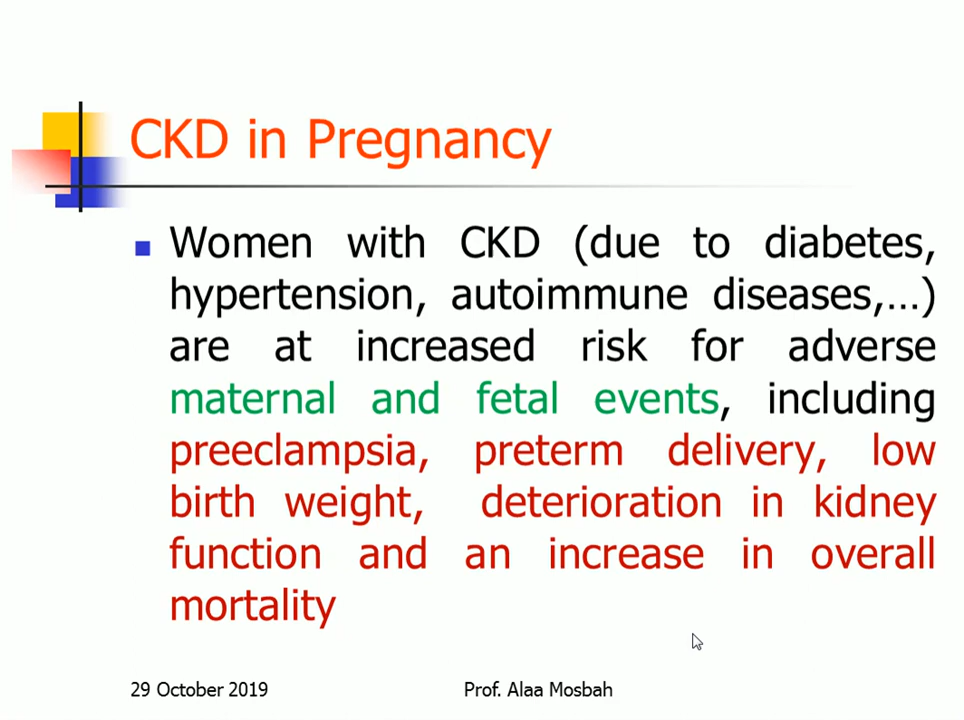 CKD in Pregnancy
Women with CKD (due to diabetes,
hypertension, autoimmune diseases,...)
are at increased risk for adverse
maternal and fetal events, including
preeclampsia, preterm delivery, low
birth weight, deterioration in kidney
function and an increase in overall
mortality
29 October 2019
Prof. Alaa Mosbah